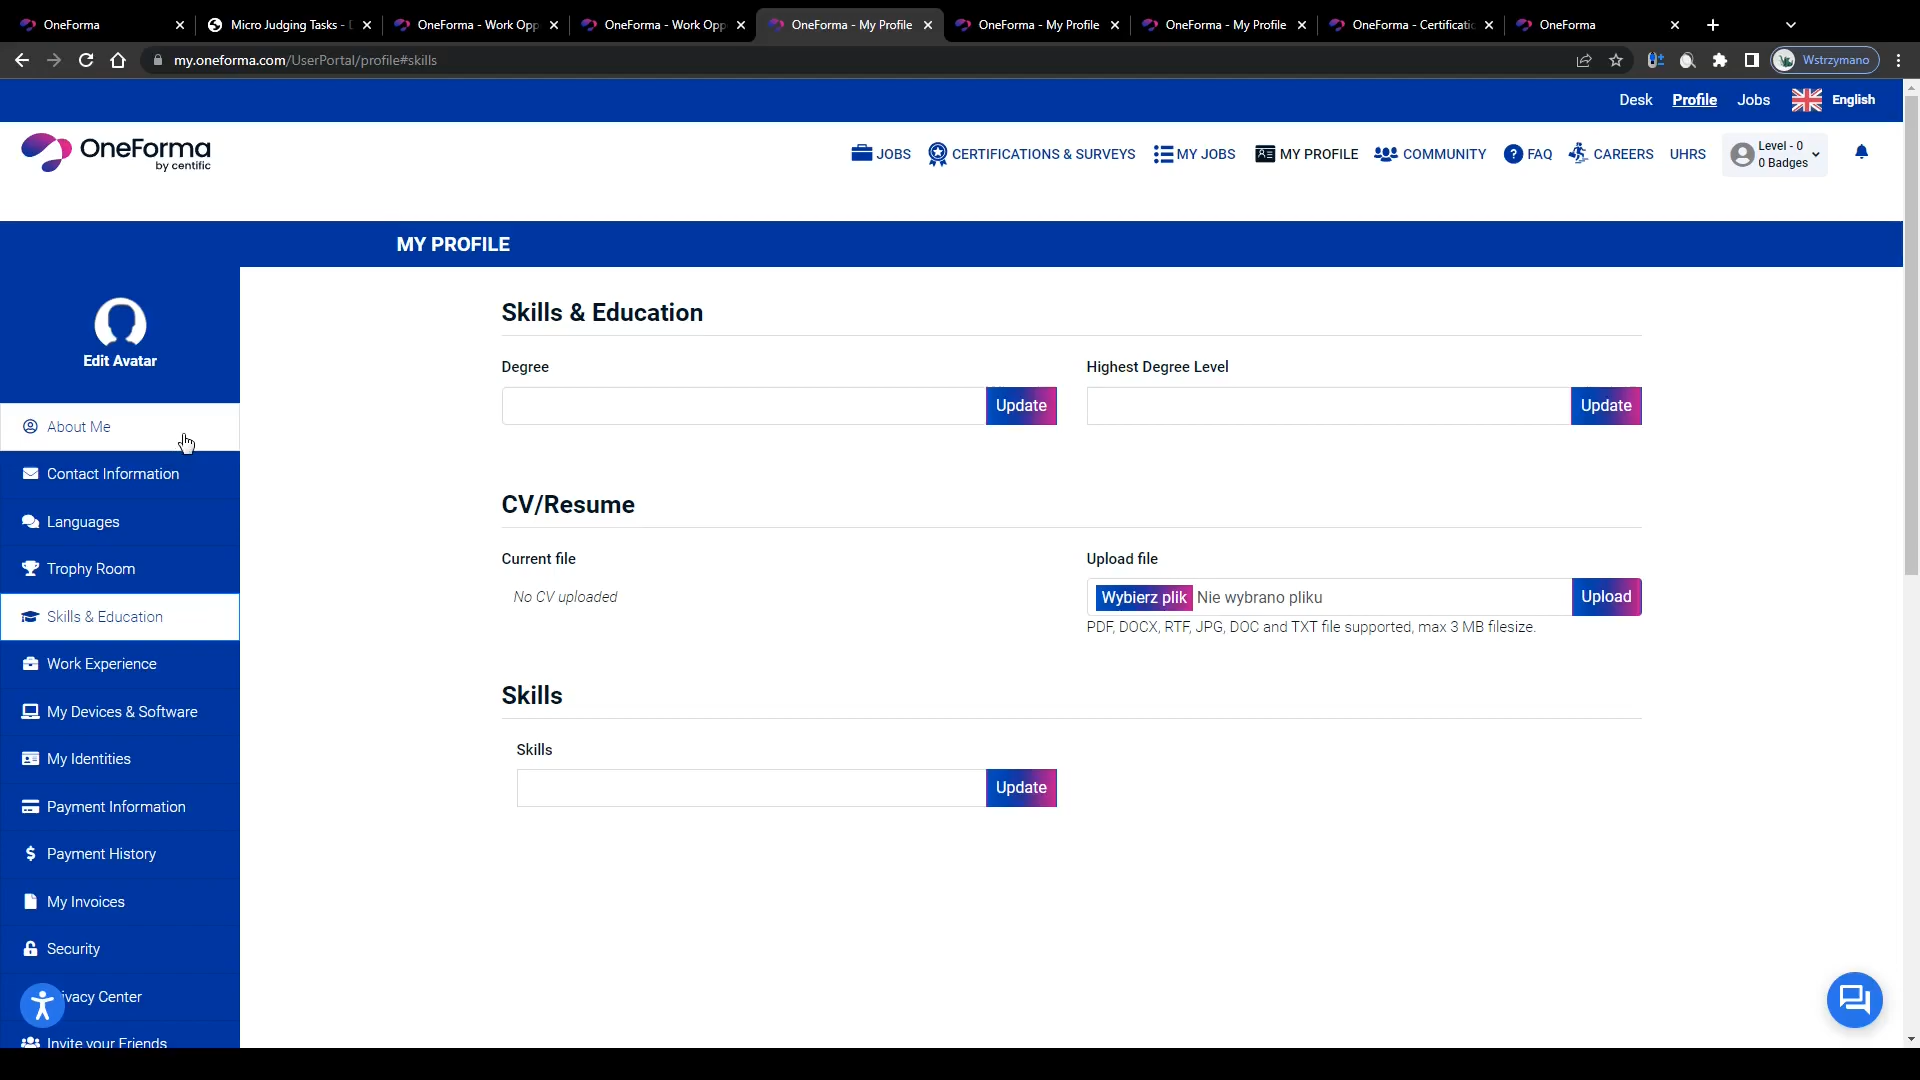 OneForma
Micro Judging Tasks -
OneForma - Work Opp
OneForma - Work Opp
OneForma - My Profile
OneForma - My Profile
OneForma - My Profile
OneForma - Certificatio
OneForma
my.oneforma.com/UserPortal/profile#skills
Wstrzymano
Desk
Profile
Jobs
English
OneForma
by centific
JOBS
CERTIFICATIONS & SURVEYS
MY JOBS
MY PROFILE
COMMUNITY
FAQ
CAREERS
UHRS
Level - 0
0 Badges
MY PROFILE
Edit Avatar
About Me
Contact Information
Languages
Trophy Room
Skills & Education
Work Experience
My Devices & Software
My Identities
Payment Information
Payment History
My Invoices
Security
ivacy Center
Invite your Friends
Skills & Education
Degree
Update
Highest Degree Level
Update
CV/Resume
Current file
No CV uploaded
Upload file
Wybierz plik Nie wybrano pliku
Upload
PDF, DOCX, RTF, JPG, DOC and TXT file supported, max 3 MB filesize.
Skills
Skills
Update